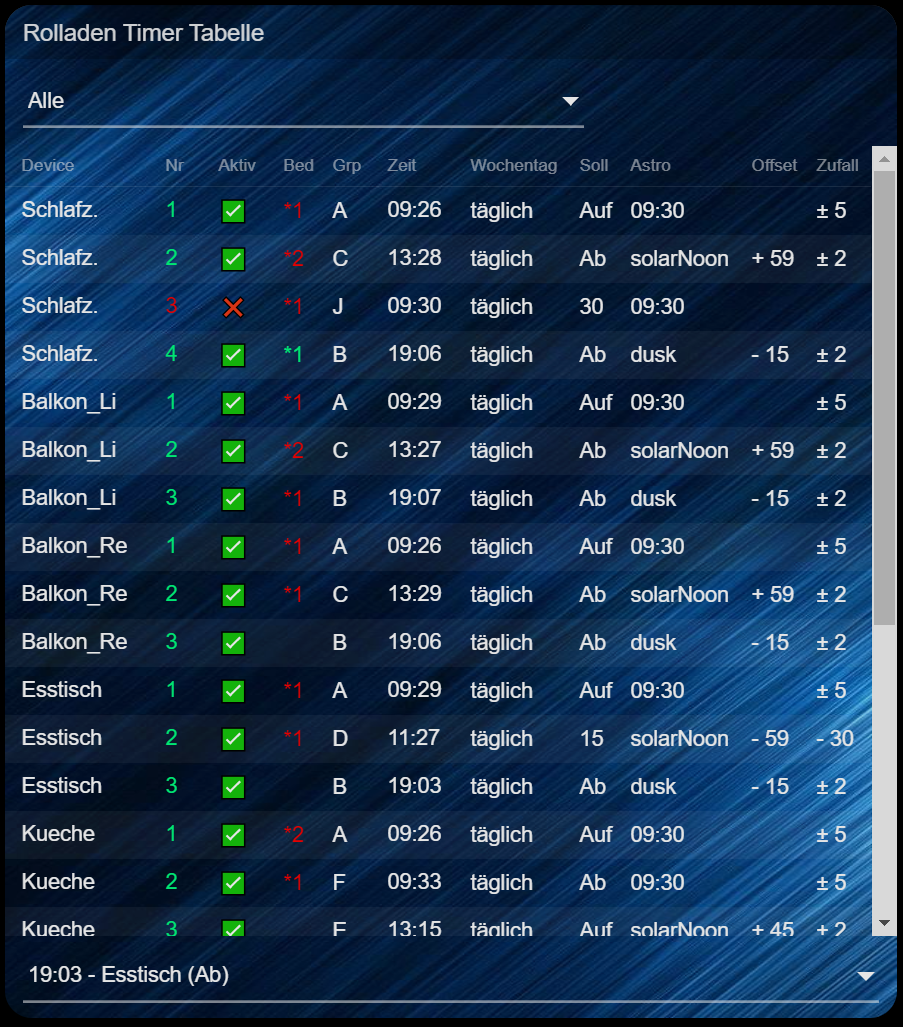 Rolladen Timer Tabelle
Alle
Device Nr Aktiv Bed Grp Zeit Wochentag Soll Astro Offset Zufall
Schlafz. 1 *1 A 09:26 täglich Auf 09:30 ± 5
Schlafz. 2 *2 C 13:28 täglich Ab solarNoon + 59 ± 2
Schlafz. 3 *1 J 09:30 täglich 30 09:30
Schlafz. 4 *1 B 19:06 täglich Ab dusk - 15 ± 2
Balkon_Li 1 *1 A 09:29 täglich Auf 09:30 ± 5
Balkon_Li 2 *2 C 13:27 täglich Ab solarNoon + 59 ± 2
Balkon_Li 3 *1 B 19:07 täglich Ab dusk - 15 ± 2
Balkon_Re 1 *1 A 09:26 täglich Auf 09:30 ± 5
Balkon_Re 2 *1 C 13:29 täglich Ab solarNoon + 59 ± 2
Balkon_Re 3 B 19:06 täglich Ab dusk - 15 ± 2
Esstisch 1 *1 A 09:29 täglich Auf 09:30 ± 5
Esstisch 2 *1 D 11:27 täglich 15 solarNoon - 59 - 30
Esstisch 3 B 19:03 täglich Ab dusk - 15 ± 2
Kueche 1 *2 A 09:26 täglich Auf 09:30 ± 5
Kueche 2 *1 F 09:33 täglich Ab 09:30 ± 5
Kueche 3 13:15 täglich Auf solarNoon + 45 ± 2
19:03 - Esstisch (Ab)